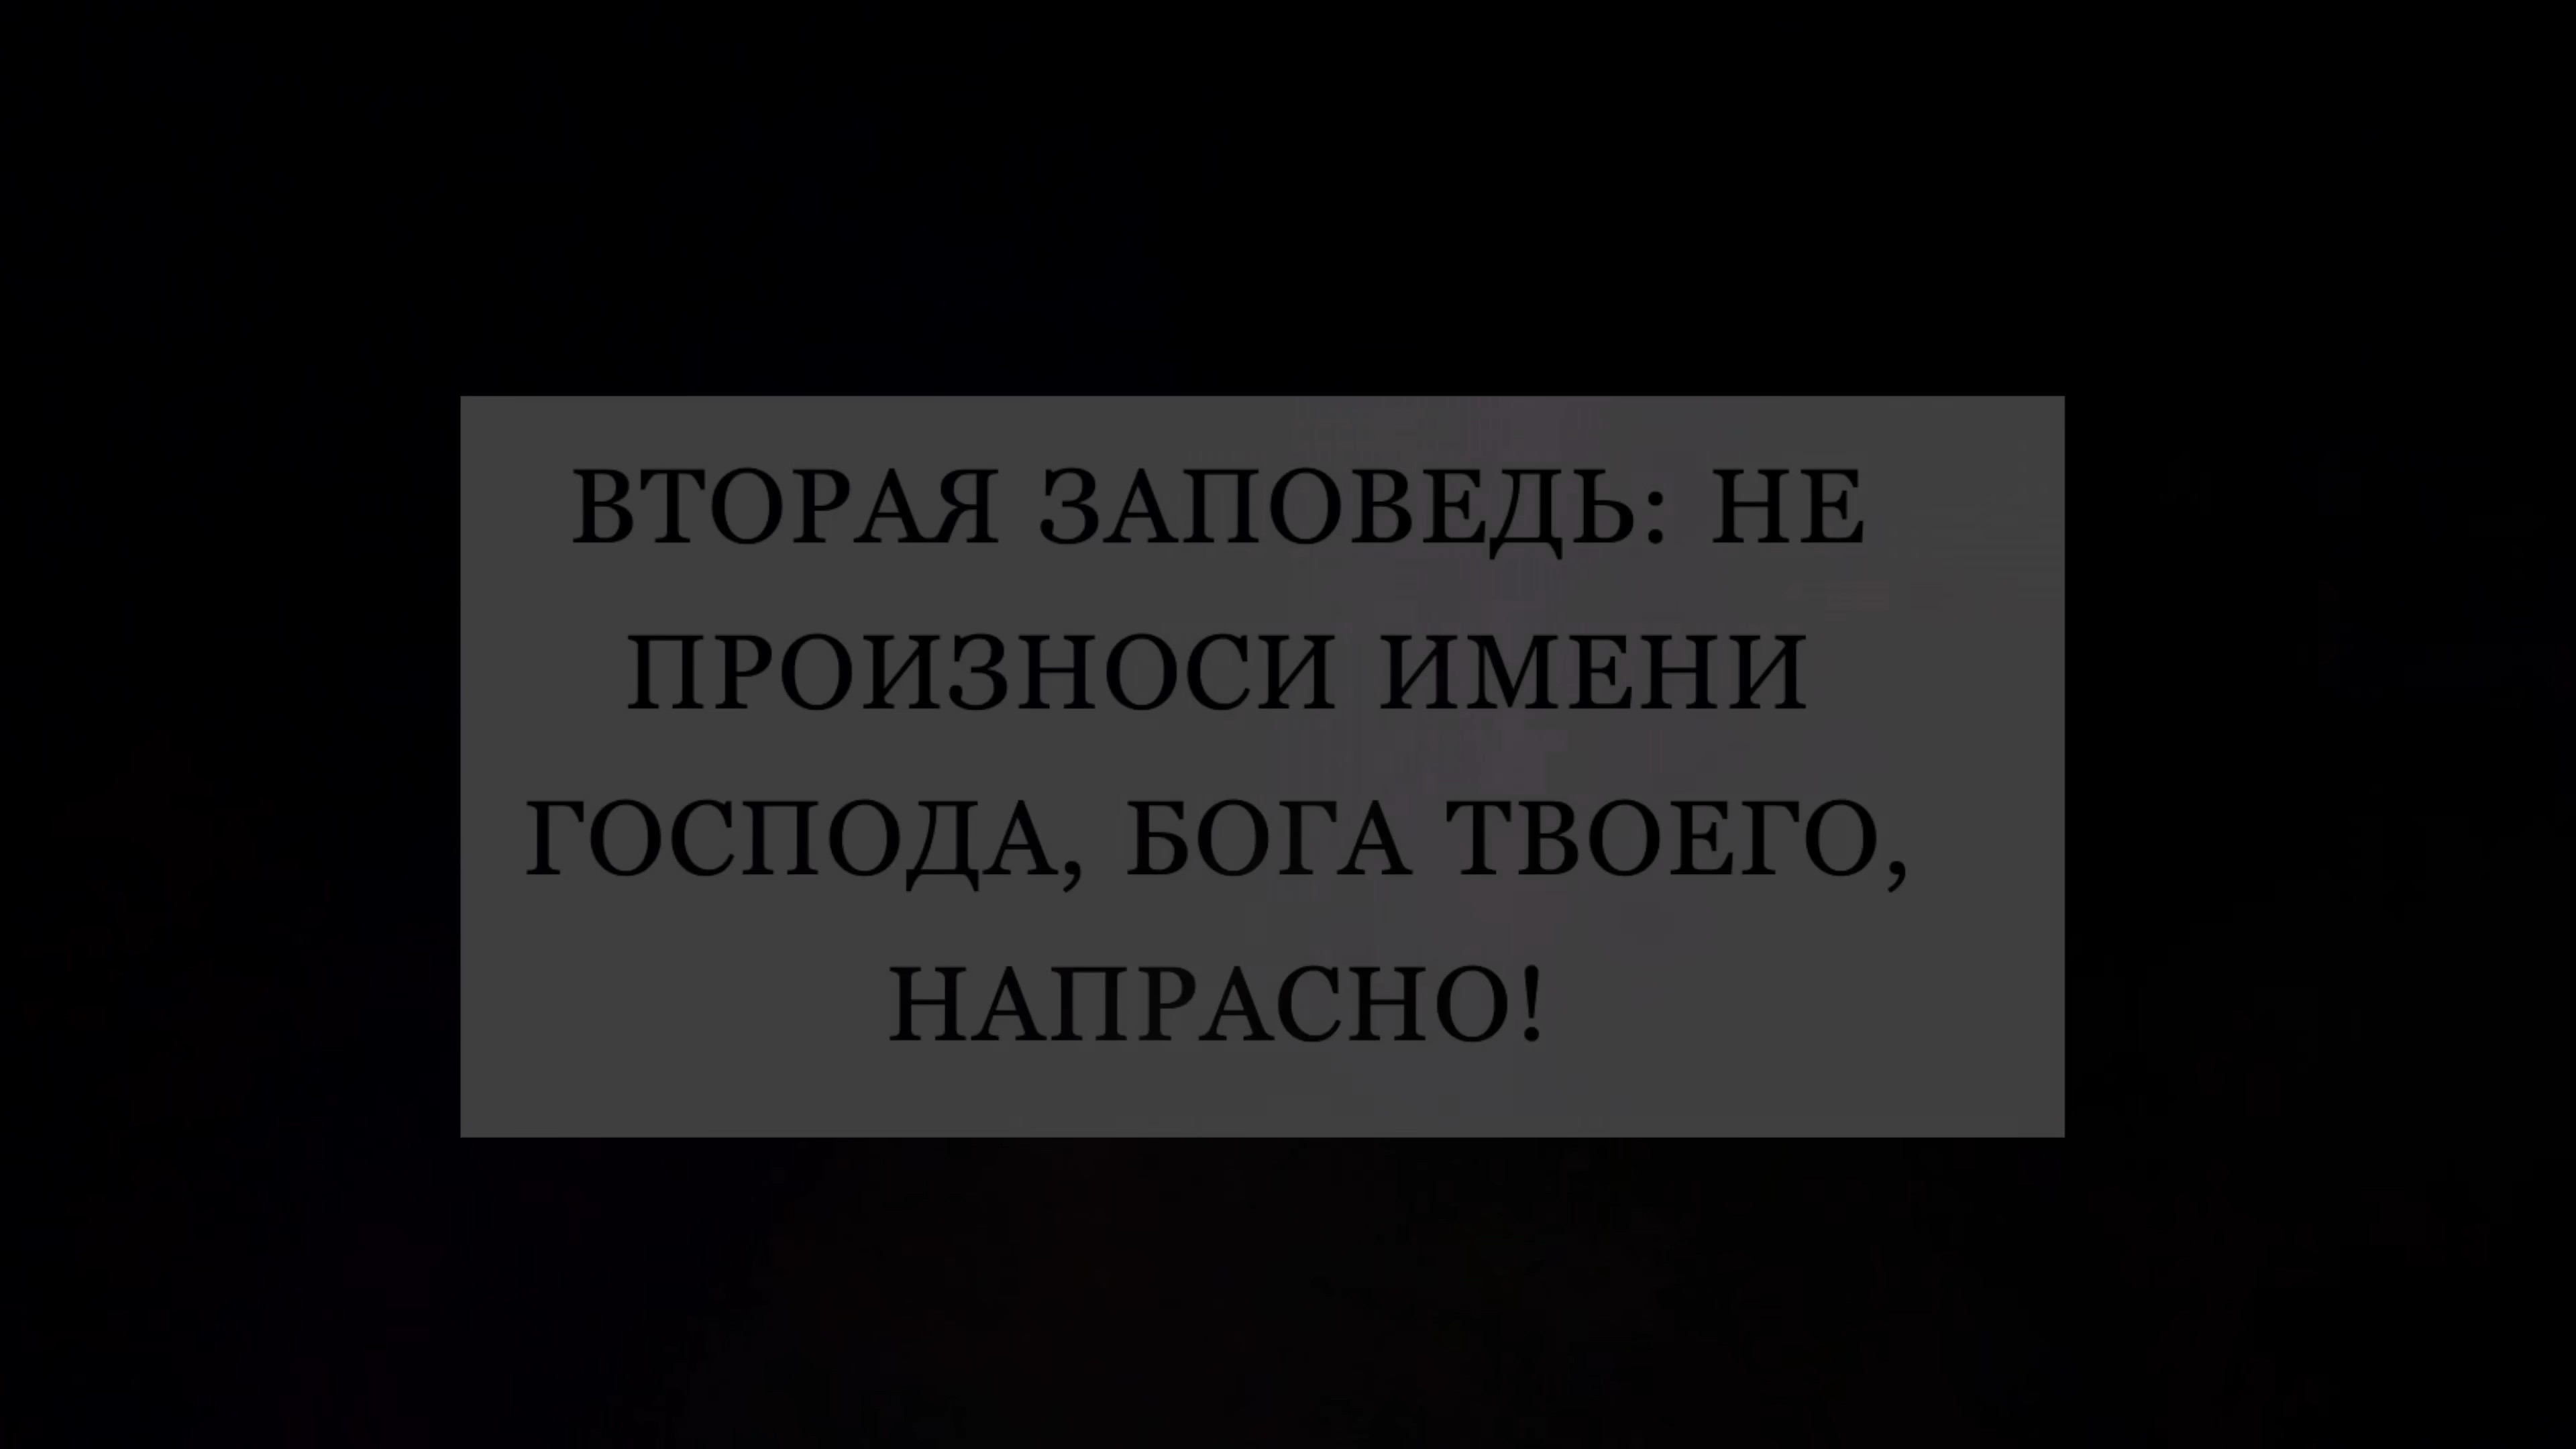 ВТОРАЯ ЗАПОВЕДЬ: НЕ
ПРОИЗНОСИ ИМЕНИ
ГОСПОДА, БОГА ТВОЕГО,
НАПРАСНО!